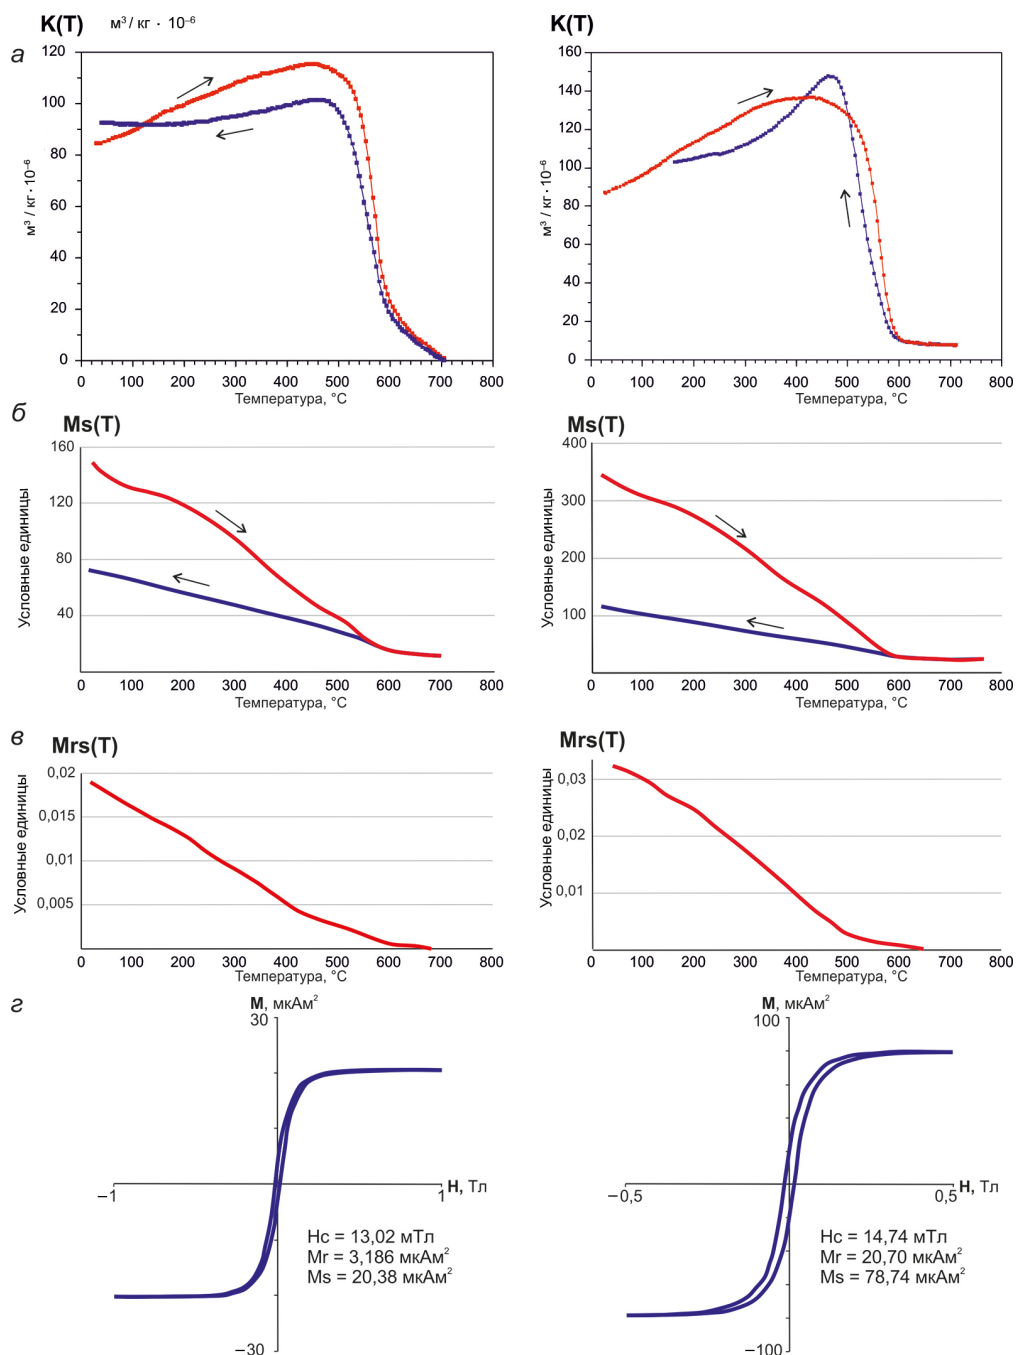 K(T) м³ / кг · 10⁻⁶ K(T)
а
120
100
80
60
40
20
0
м³ / кг · 10⁻⁶
0 100 200 300 400 500 600 700 800
Температура, °C
160
140
120
100
80
60
40
20
0
м³ / кг · 10⁻⁶
0 100 200 300 400 500 600 700 800
Температура, °C
б
Ms(T)
160
120
80
40
Условные единицы
0 100 200 300 400 500 600 700 800
Температура, °C
Ms(T)
400
300
200
100
Условные единицы
0 100 200 300 400 500 600 700 800
Температура, °C
в
Mrs(T)
0,02
0,015
0,01
0,005
Условные единицы
0 100 200 300 400 500 600 700 800
Температура, °C
Mrs(T)
0,03
0,02
0,01
Условные единицы
0 100 200 300 400 500 600 700 800
Температура, °C
г
M, мкАм²
30
−1
1
H, Тл
Hc = 13,02 мТл
Mr = 3,186 мкАм²
Ms = 20,38 мкАм²
−30
M, мкАм²
100
−0,5
0,5
H, Тл
Hc = 14,74 мТл
Mr = 20,70 мкАм²
Ms = 78,74 мкАм²
−100